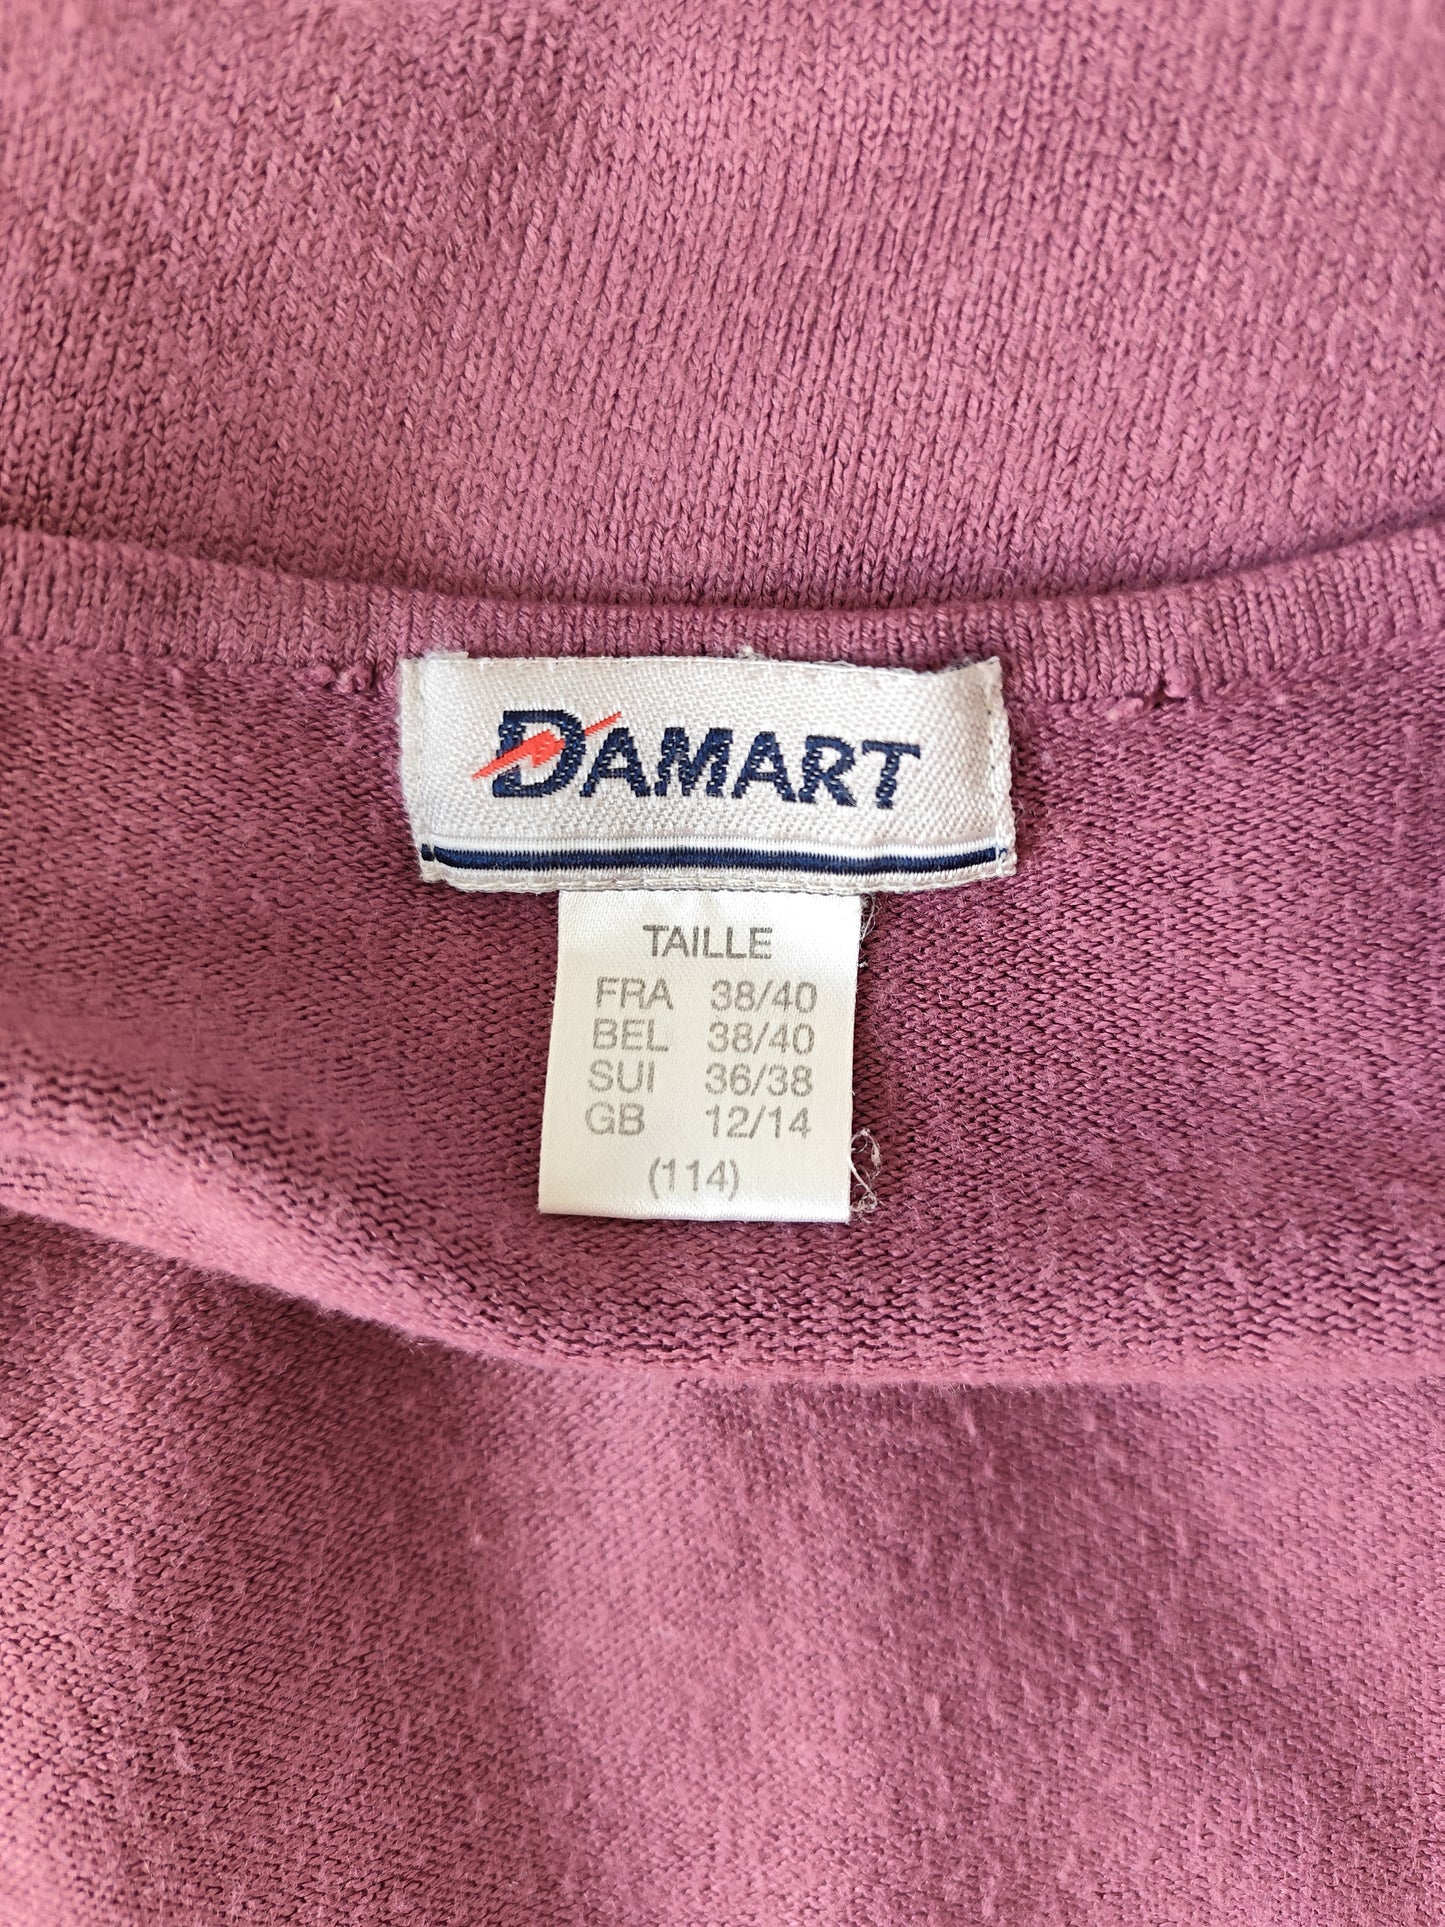 DAMART
TAILLE
FRA 38/40
BEL 38/40
SUI 36/38
GB 12/14
(114)